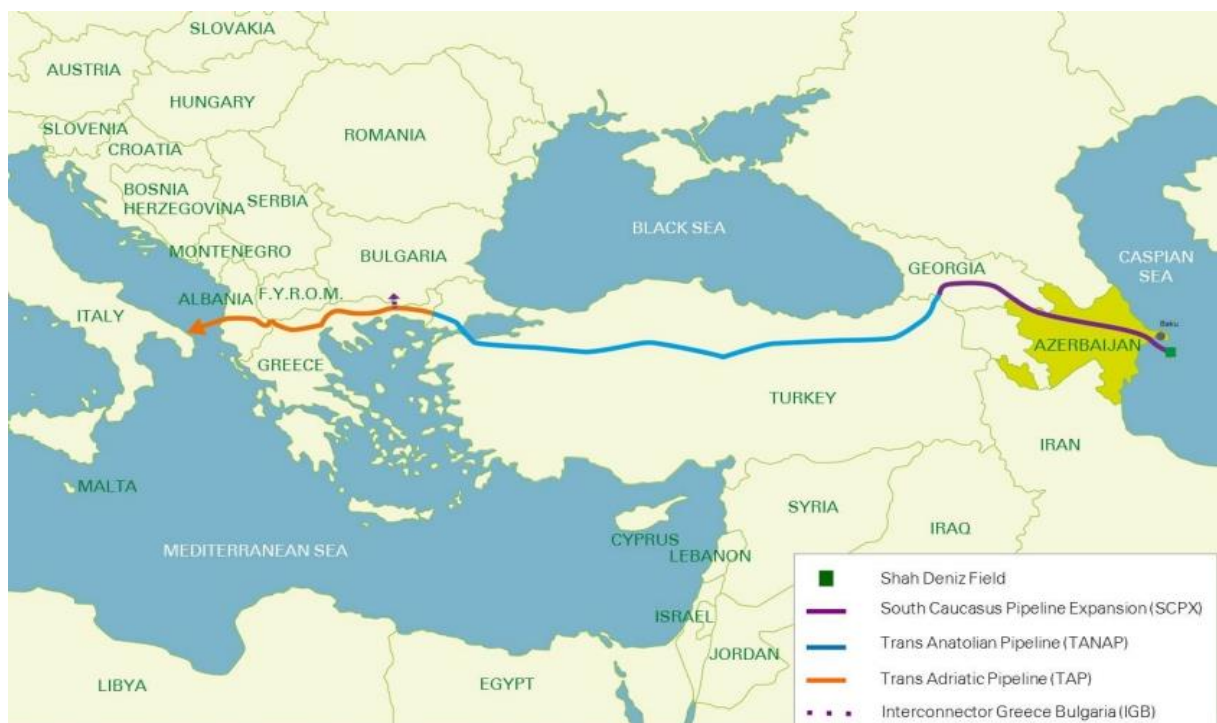 SLOVAKIA
AUSTRIA
HUNGARY
SLOVENIA
CROATIA
ROMANIA
BOSNIA
HERZEGOVINA
SERBIA
MONTENEGRO
BULGARIA
BLACK SEA
GEORGIA
CASPIAN
SEA
ITALY
ALBANIA
F.Y.R.O.M.
Baku
AZERBAIJAN
GREECE
TURKEY
IRAN
MALTA
SYRIA
IRAQ
CYPRUS
LEBANON
MEDITERRANEAN SEA
ISRAEL
JORDAN
LIBYA
EGYPT
Shah Deniz Field
South Caucasus Pipeline Expansion (SCPX)
Trans Anatolian Pipeline (TANAP)
Trans Adriatic Pipeline (TAP)
Interconnector Greece Bulgaria (IGB)